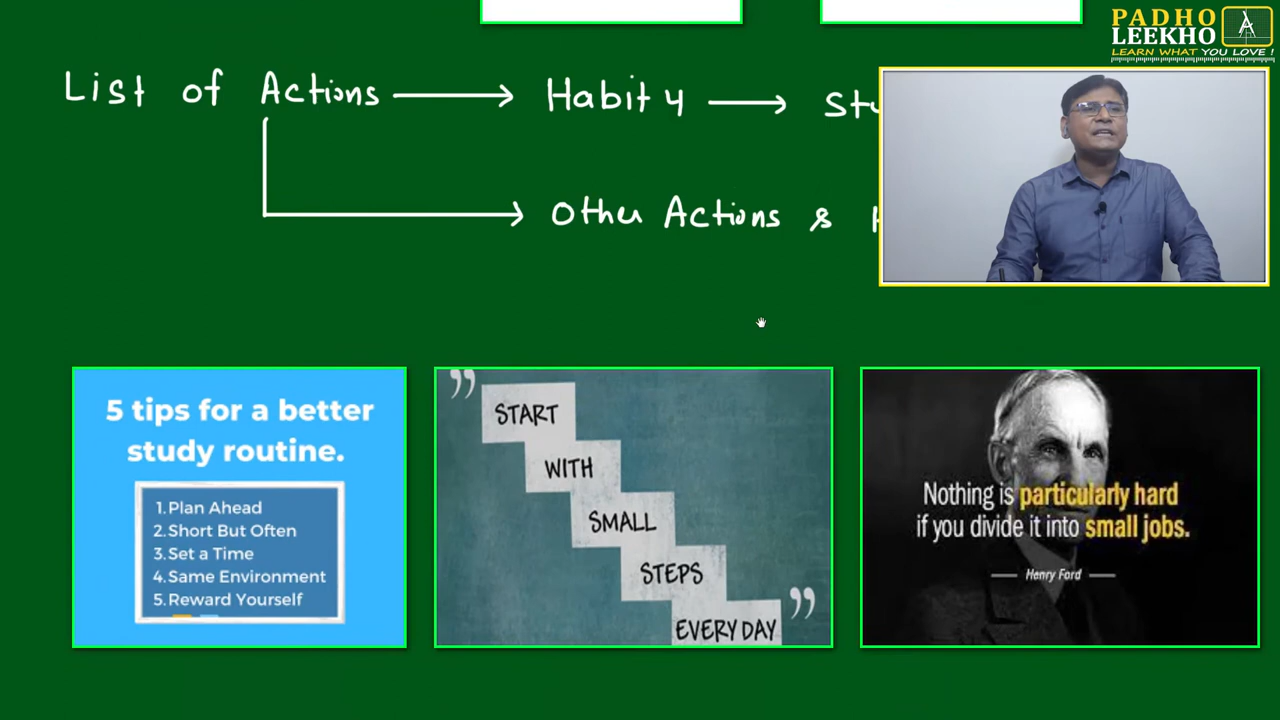 PADHO
LEEKHO
LEARN WHAT YOU LOVE !
List of Actions → Habit 4 →
Other Actions &
5 tips for a better
study routine.
1.Plan Ahead
2.Short But Often
3.Set a Time
4.Same Environment
5.Reward Yourself
”
START
WITH
SMALL
STEPS
EVERY DAY
”
Nothing is particularly hard
if you divide it into small jobs.
Henry Ford